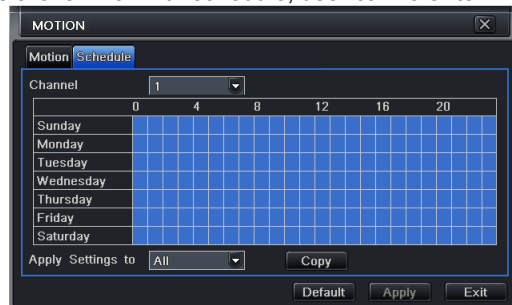 MOTION
Motion Schedule
Channel 1
0 4 8 12 16 20
Sunday
Monday
Tuesday
Wednesday
Thursday
Friday
Saturday
Apply Settings to All Copy
Default Apply Exit